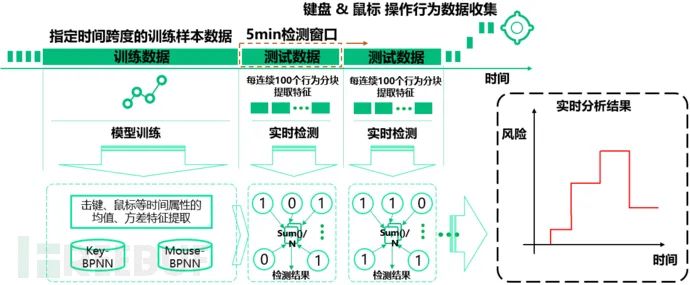 键盘 & 鼠标 操作行为数据收集
指定时间跨度的训练样本数据
5min检测窗口
训练数据
测试数据
测试数据
时间
每连续100个行为分块
提取特征
每连续100个行为分块
提取特征
模型训练
实时检测
实时检测
实时分析结果
风险
时间
击键、鼠标等时间属性的
均值、方差特征提取
Key-
BPNN
Mouse-
BPNN
1 0 1
Sum()/
N
0 1
检测结果
1 1 0
Sum()/
N
1 1
检测结果